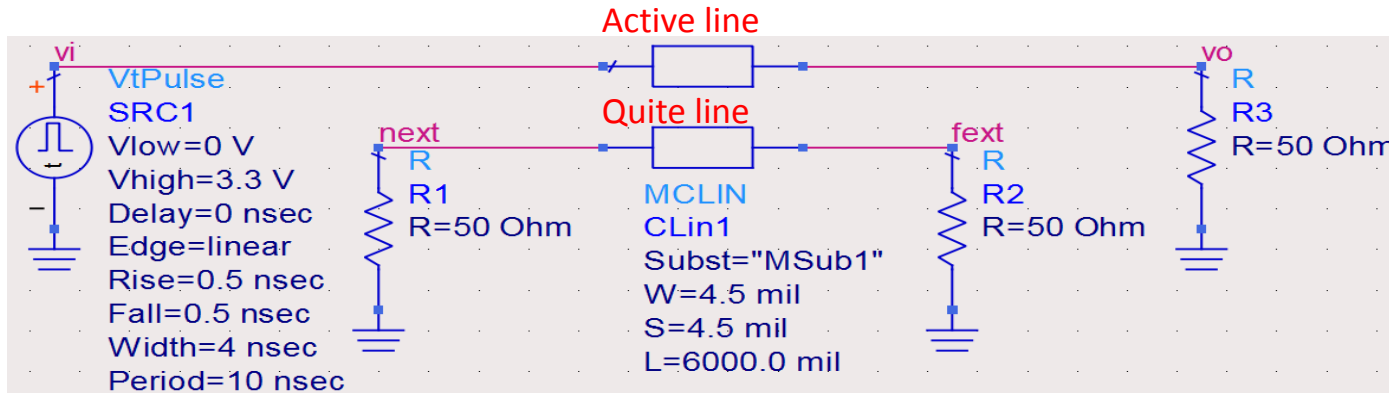 Active line
vi
vo
VtPulse
SRC1
Vlow=0 V
Vhigh=3.3 V
Delay=0 nsec
Edge=linear
Rise=0.5 nsec
Fall=0.5 nsec
Width=4 nsec
Period=10 nsec
+
t
−
Quite line
next
R
R1
R=50 Ohm
MCLIN
CLin1
Subst="MSub1"
W=4.5 mil
S=4.5 mil
L=6000.0 mil
fext
R
R2
R=50 Ohm
R
R3
R=50 Ohm